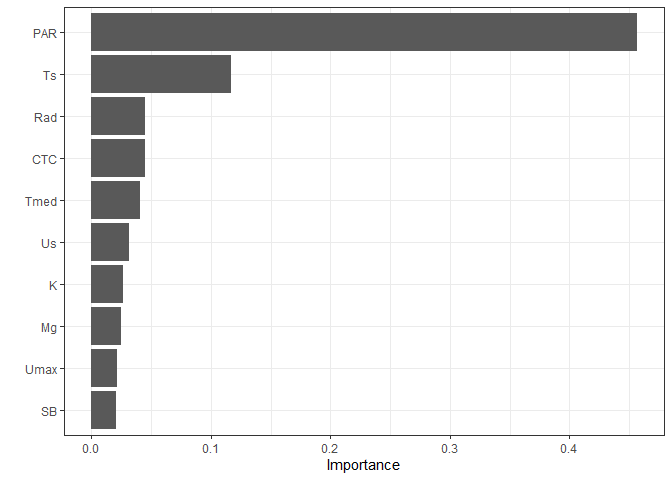 PAR
Ts
Rad
CTC
Tmed
Us
K
Mg
Umax
SB
0.0 0.1 0.2 0.3 0.4
Importance